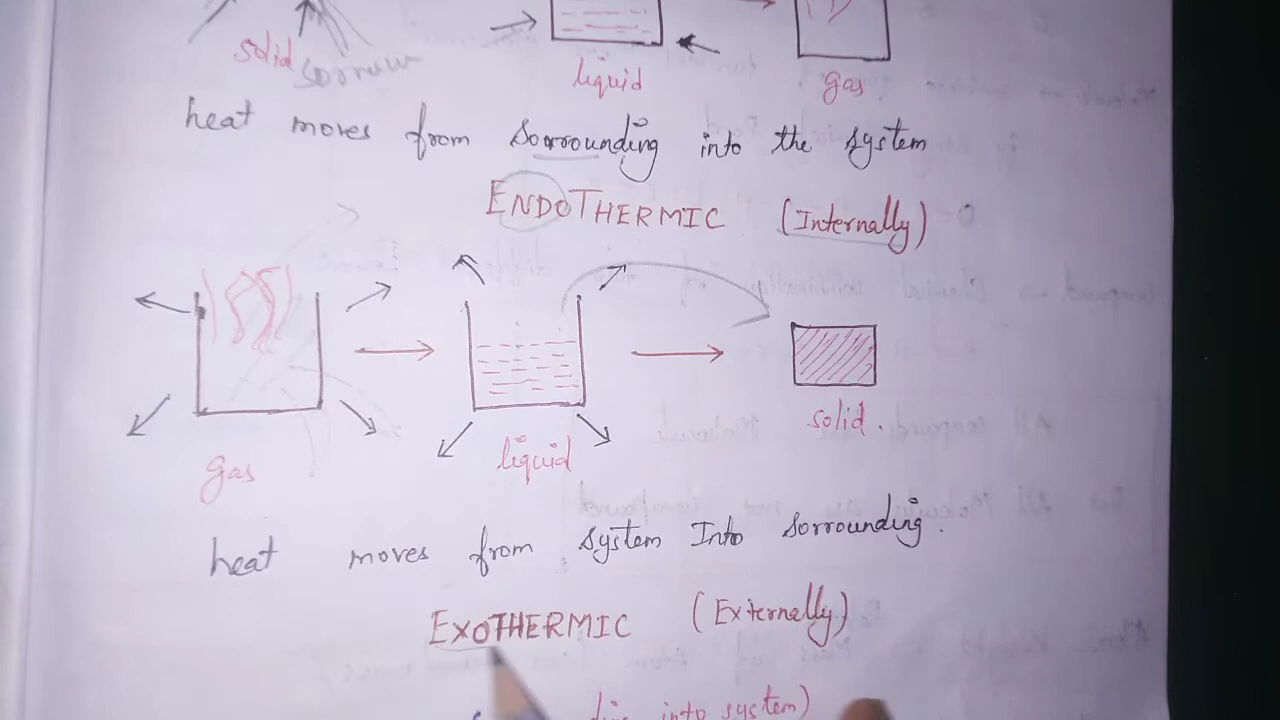 solid
liquid
gas
heat moves from Sorrounding into the system
ENDOTHERMIC (Internally)
gas
liquid
solid.
heat moves from System Into Sorrounding.
EXOTHERMIC (Externally)
into system)